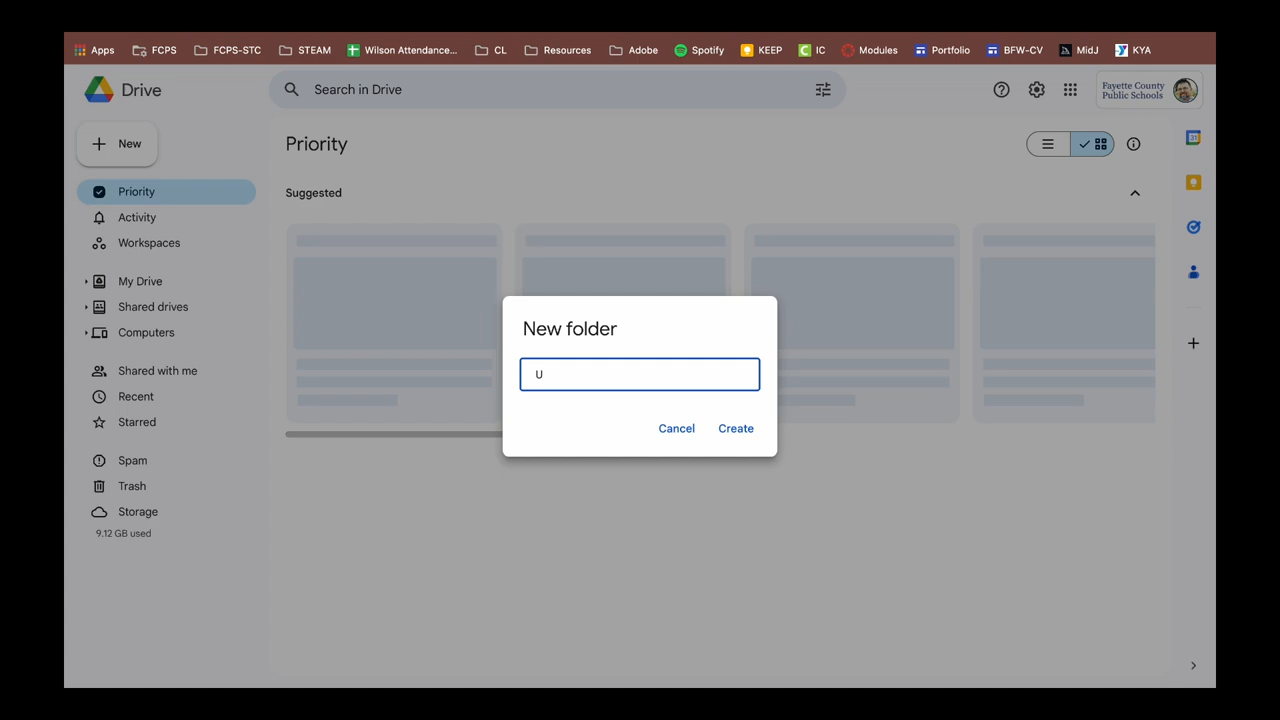 Apps FCPS FCPS-STC STEAM Wilson Attendance... CL Resources Adobe Spotify KEEP IC Modules Portfolio BFW-CV MidJ KYA
Drive
Search in Drive
Fayette County
Public Schools
New
Priority
31
Priority
Activity
Workspaces
My Drive
Shared drives
Computers
Shared with me
Recent
Starred
Spam
Trash
Storage
9.12 GB used
Suggested
New folder
U
Cancel Create